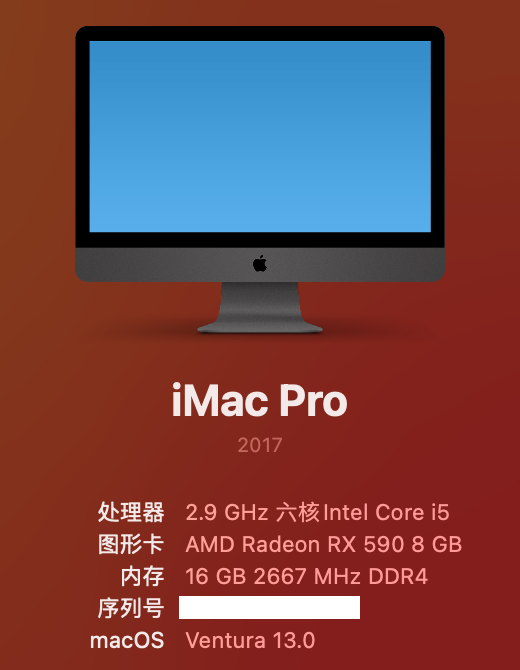 iMac Pro
2017
处理器 2.9 GHz 六核Intel Core i5
图形卡 AMD Radeon RX 590 8 GB
内存 16 GB 2667 MHz DDR4
序列号
macOS Ventura 13.0